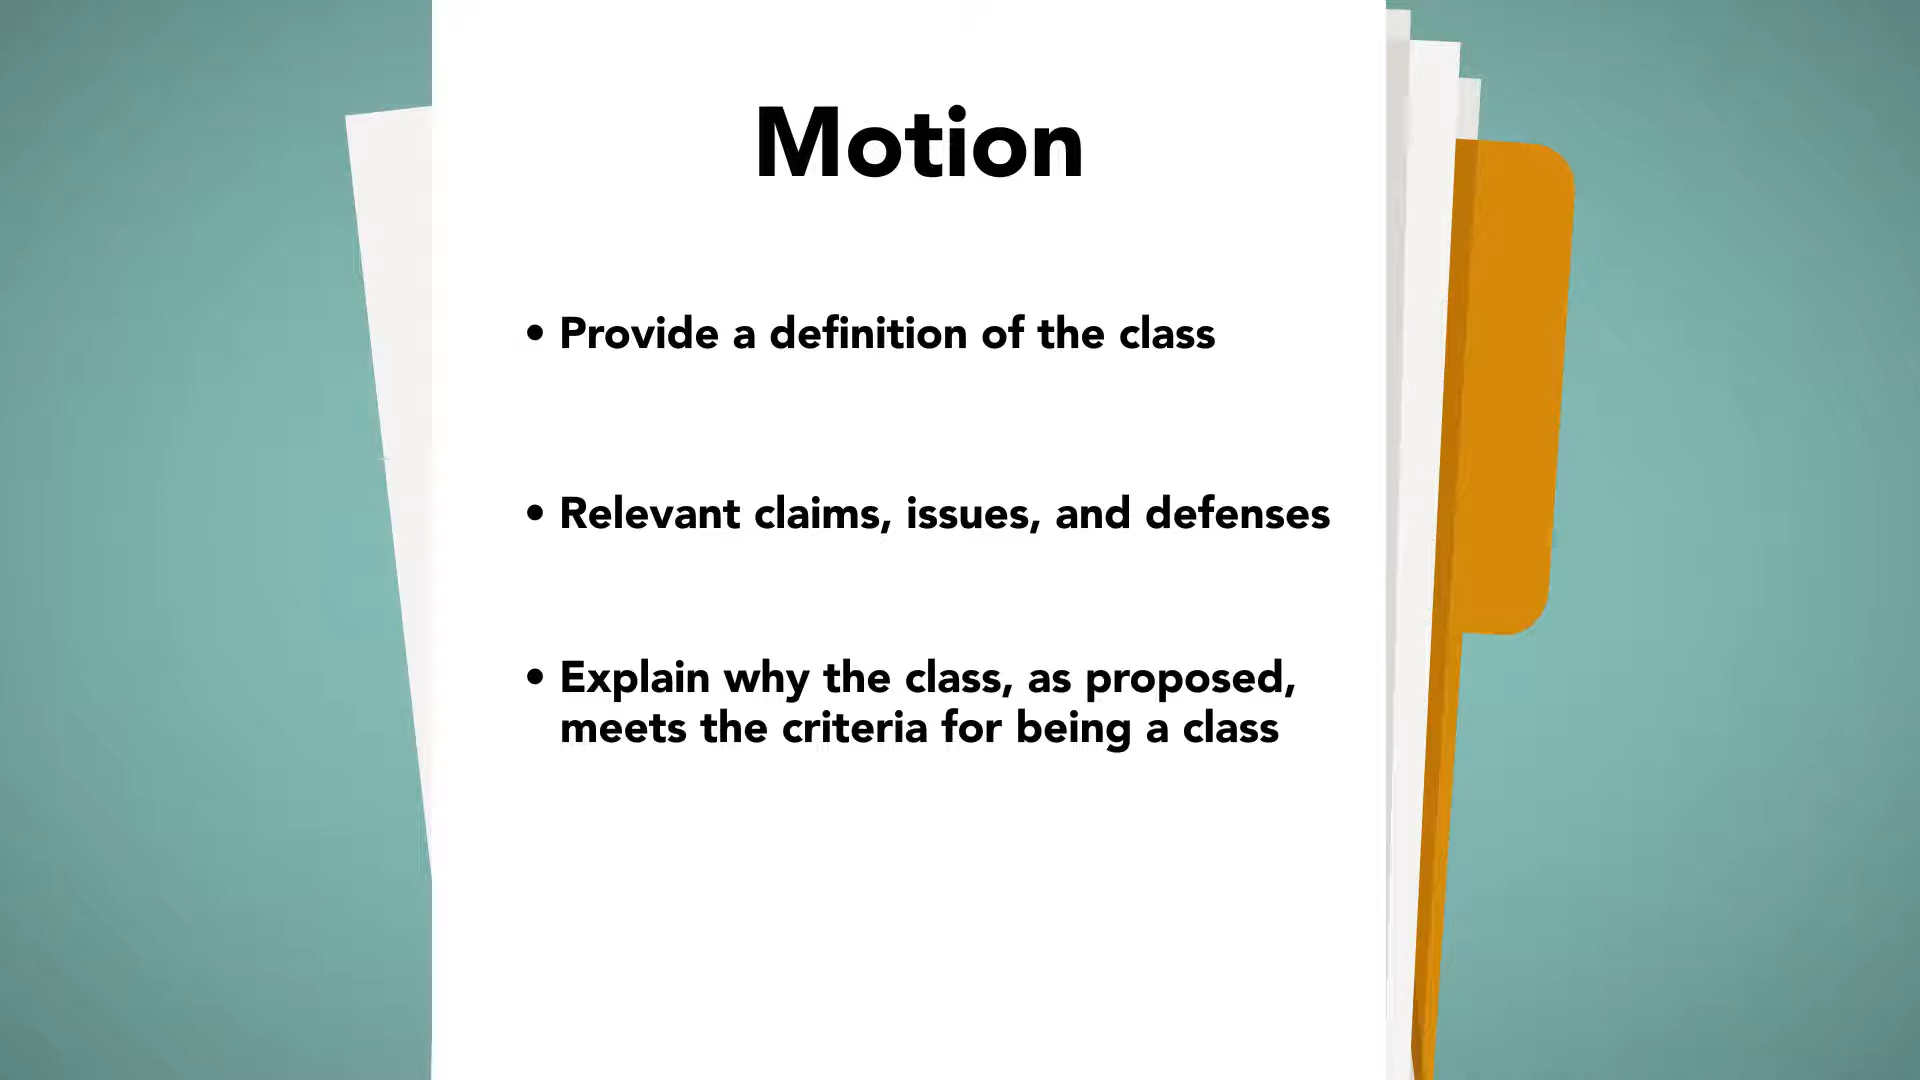 Motion
• Provide a definition of the class
• Relevant claims, issues, and defenses
• Explain why the class, as proposed,
meets the criteria for being a class